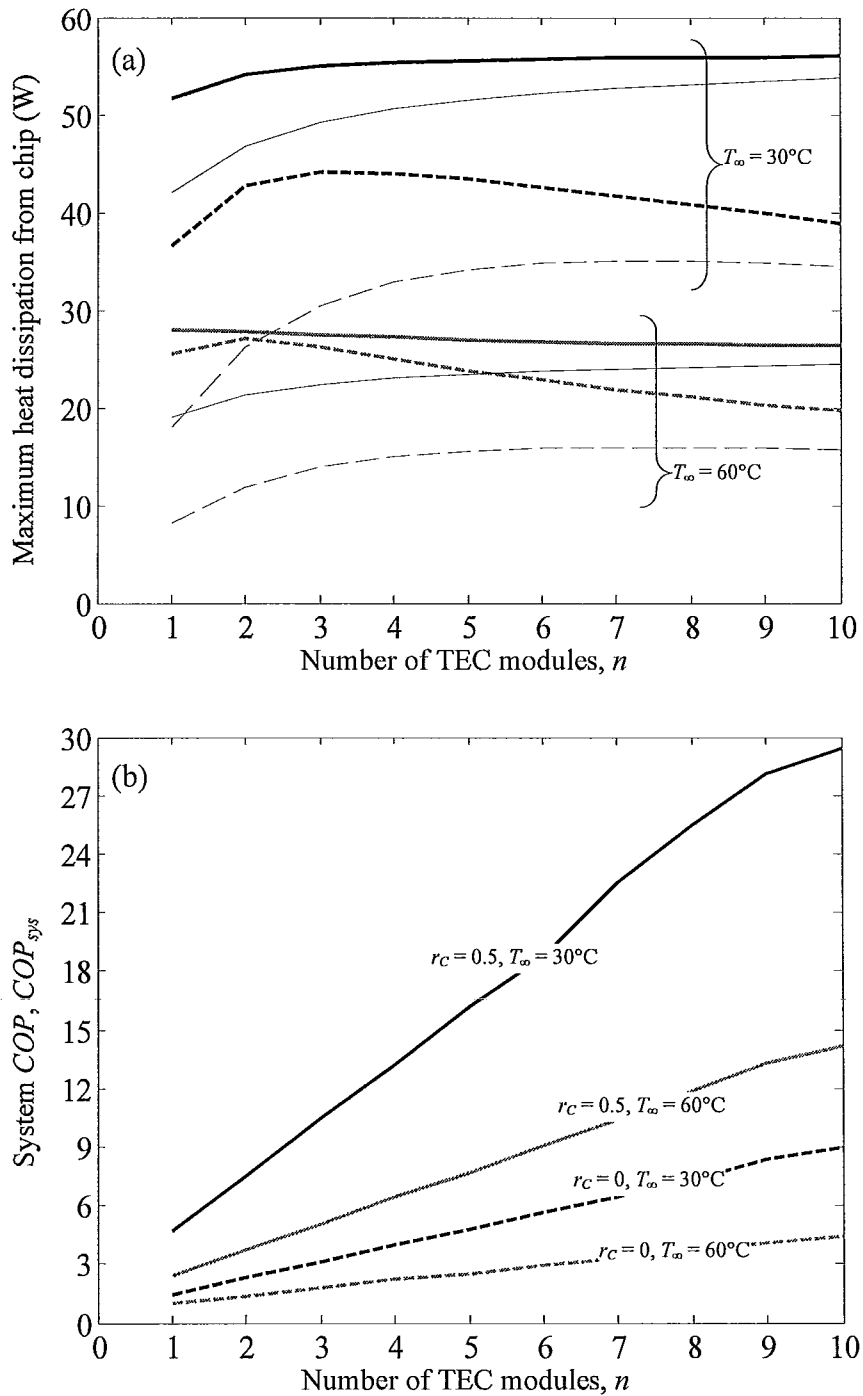 (a)
Maximum heat dissipation from chip (W)
60
50
40
30
20
10
0
T∞ = 30°C
T∞ = 60°C
0 1 2 3 4 5 6 7 8 9 10
Number of TEC modules, n
(b)
System COP, COPsys
30
27
24
21
18
15
12
9
6
3
0
rC = 0.5, T∞ = 30°C
rC = 0.5, T∞ = 60°C
rC = 0, T∞ = 30°C
rC = 0, T∞ = 60°C
0 1 2 3 4 5 6 7 8 9 10
Number of TEC modules, n